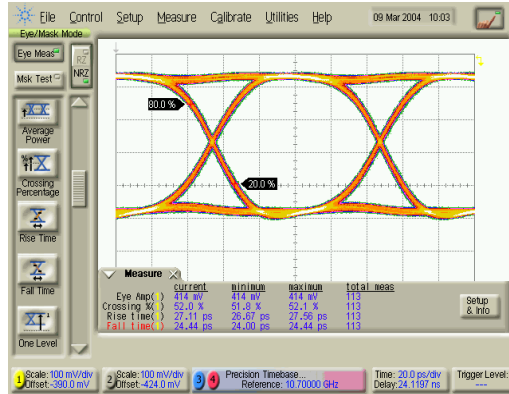 File Control Setup Measure Calibrate Utilities Help 09 Mar 2004 10:03
Eye/Mask Mode
Eye Meas
RZ
NRZ
Msk Test
Average
Power
Crossing
Percentage
Rise Time
Fall Time
One Level
80.0 %
20.0 %
Measure
current minimum maximum total meas
Eye Amp(1) 414 mV 414 mV 414 mV 113
Crossing %(1) 52.0 % 51.8 % 52.1 % 113
Rise time(1) 27.11 ps 26.67 ps 27.56 ps 113
Fall time(1) 24.44 ps 24.00 ps 24.44 ps 113
Setup
& Info
1 Scale: 100 mV/div
Offset:-390.0 mV
2 Scale: 100 mV/div
Offset:-424.0 mV
3 4
Precision Timebase...
Reference: 10.70000 GHz
Time: 20.0 ps/div
Delay:24.1197 ns
Trigger Level:
---